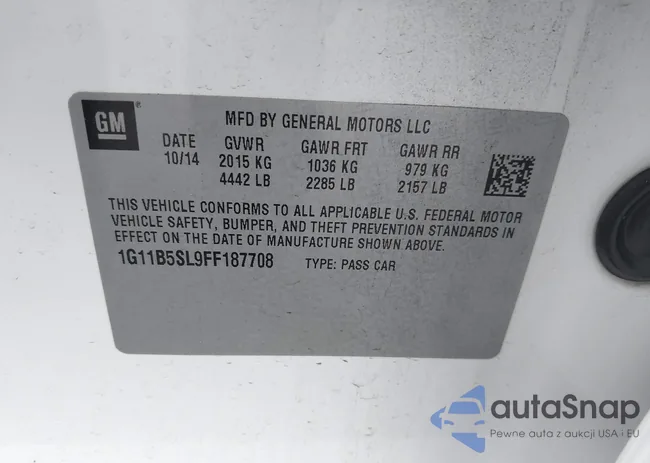 GM ®
MFD BY GENERAL MOTORS LLC
DATE GVWR GAWR FRT GAWR RR
10/14 2015 KG 1036 KG 979 KG
4442 LB 2285 LB 2157 LB
THIS VEHICLE CONFORMS TO ALL APPLICABLE U.S. FEDERAL MOTOR
VEHICLE SAFETY, BUMPER, AND THEFT PREVENTION STANDARDS IN
EFFECT ON THE DATE OF MANUFACTURE SHOWN ABOVE.
1G11B5SL9FF187708 TYPE: PASS CAR
autaSnap
Pewne auta z aukcji USA i EU